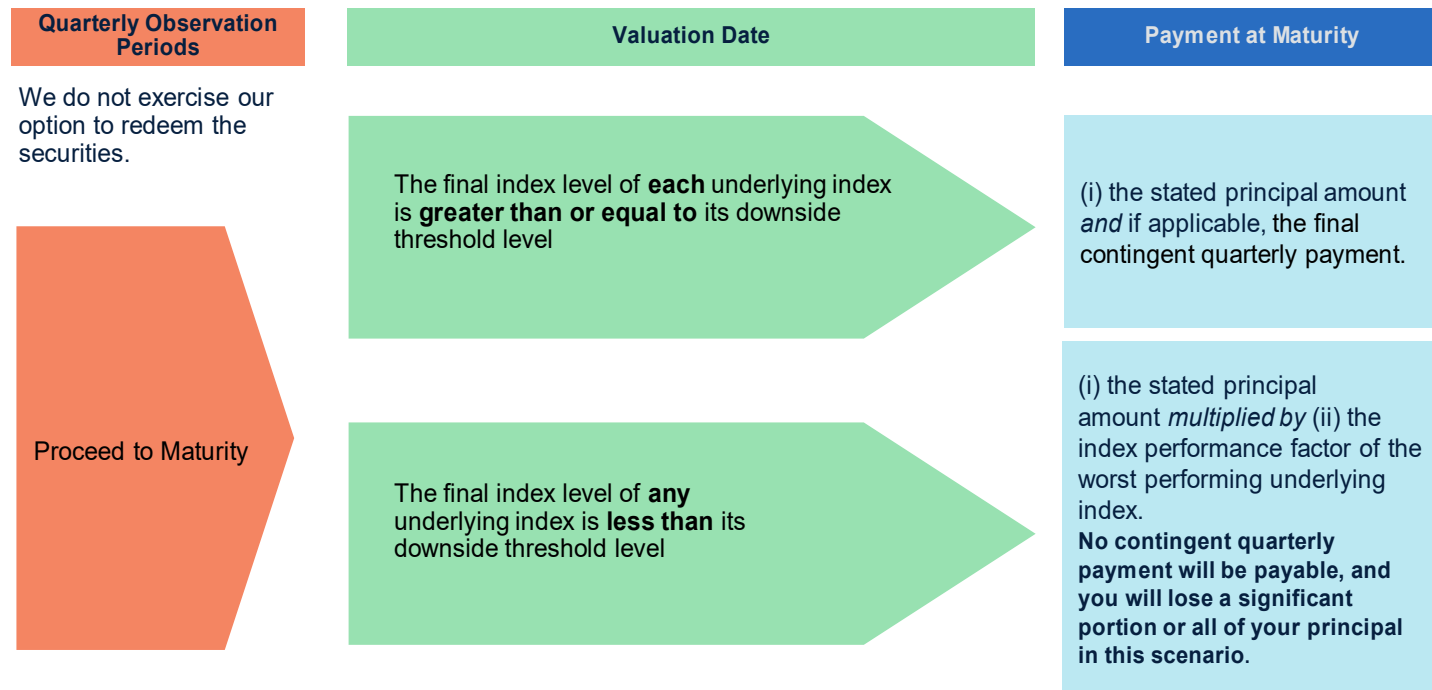 Quarterly Observation
Periods
Valuation Date
Payment at Maturity
We do not exercise our
option to redeem the
securities.
Proceed to Maturity
The final index level of each underlying index
is greater than or equal to its downside
threshold level
(i) the stated principal amount
and if applicable, the final
contingent quarterly payment.
The final index level of any
underlying index is less than its
downside threshold level
(i) the stated principal
amount multiplied by (ii) the
index performance factor of the
worst performing underlying
index.
No contingent quarterly
payment will be payable, and
you will lose a significant
portion or all of your principal
in this scenario.